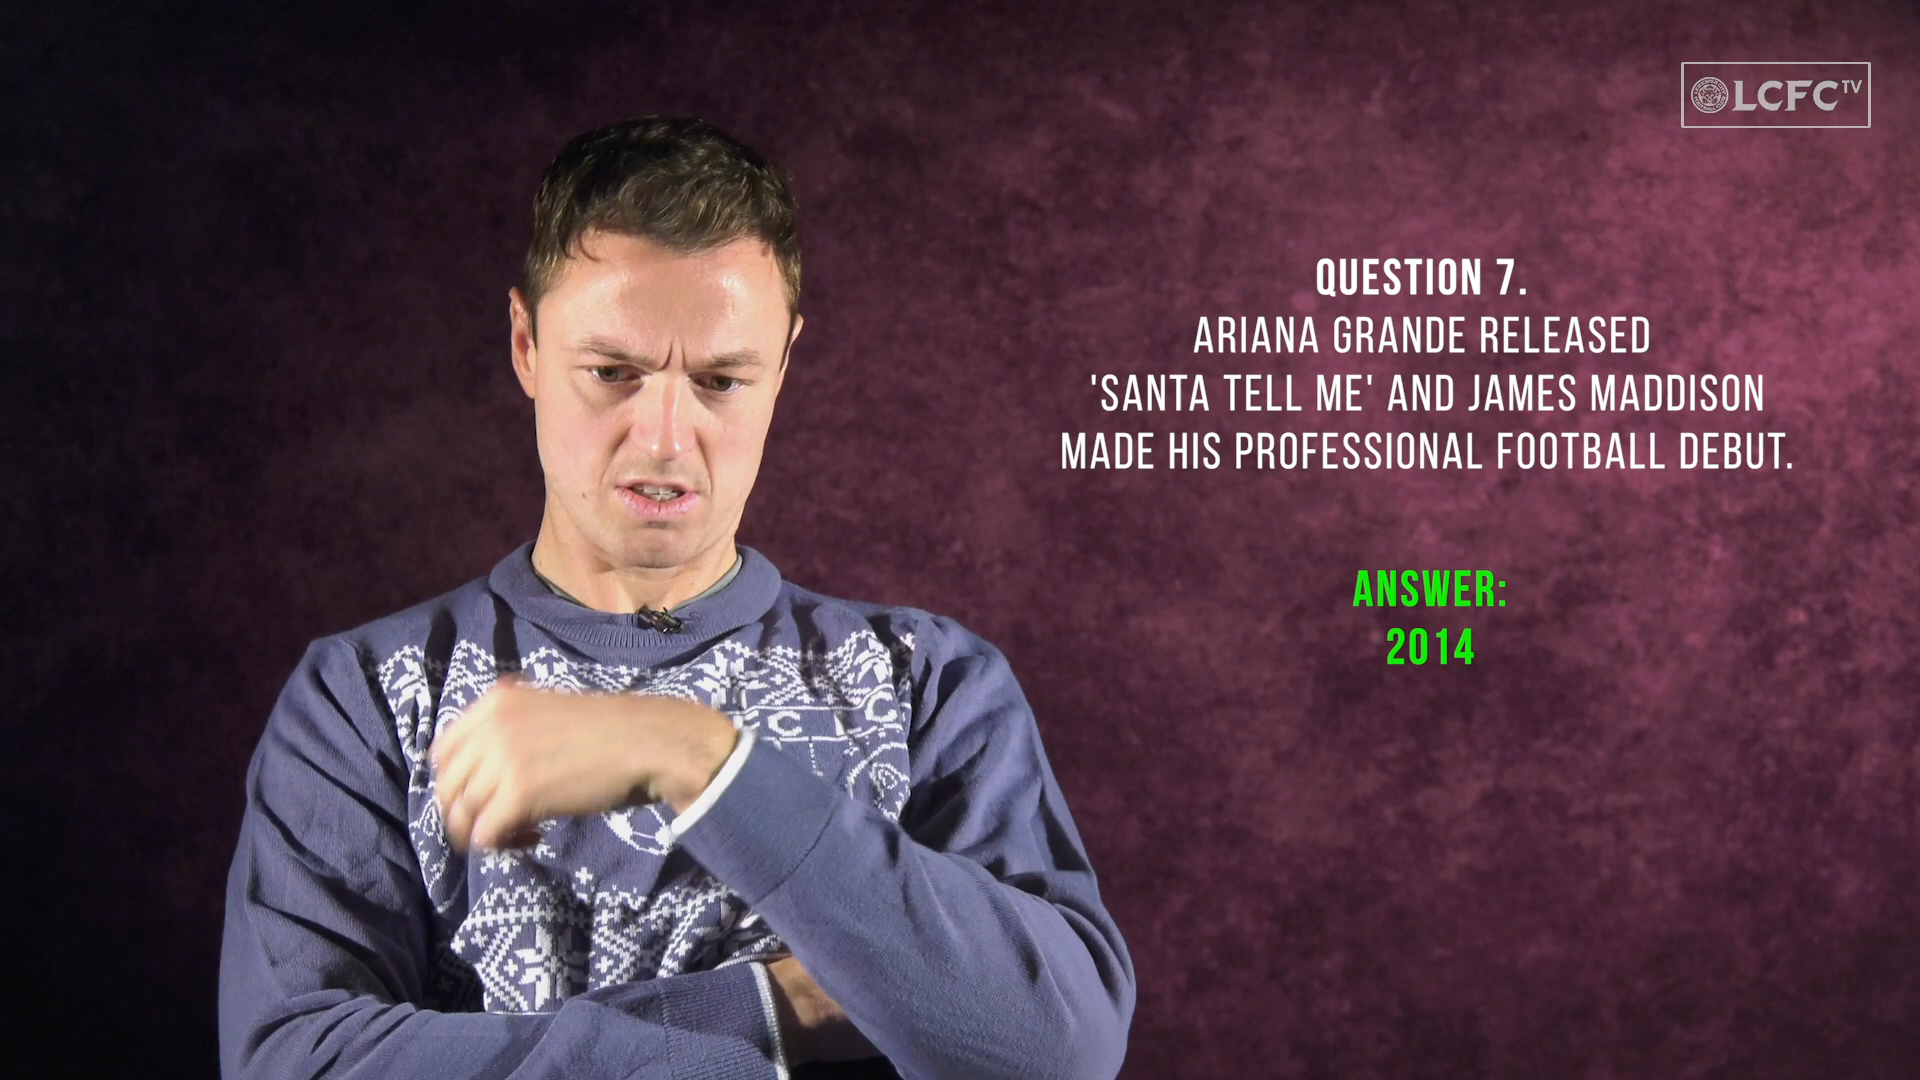 LCFC TV
QUESTION 7.
ARIANA GRANDE RELEASED
'SANTA TELL ME' AND JAMES MADDISON
MADE HIS PROFESSIONAL FOOTBALL DEBUT.
ANSWER:
2014